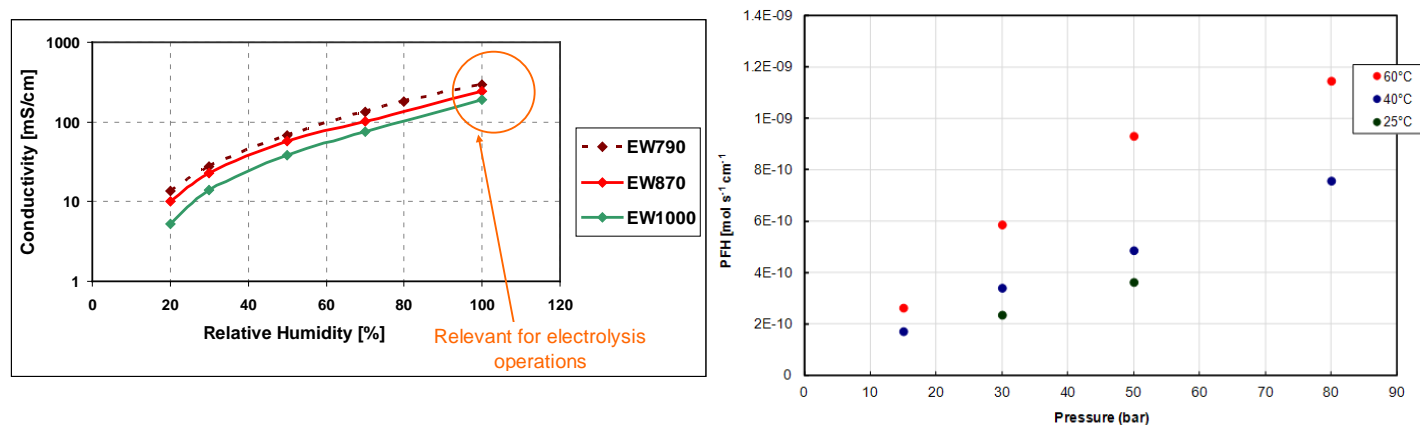 1000
100
10
1
Conductivity [mS/cm]
0
20
40
60
80
100
120
Relative Humidity [%]
EW790
EW870
EW1000
Relevant for electrolysis
operations
1.4E-09
1.2E-09
1E-09
8E-10
6E-10
4E-10
2E-10
0
PFH [mol s⁻¹ cm⁻¹]
0
10
20
30
40
50
60
70
80
90
Pressure (bar)
60°C
40°C
25°C